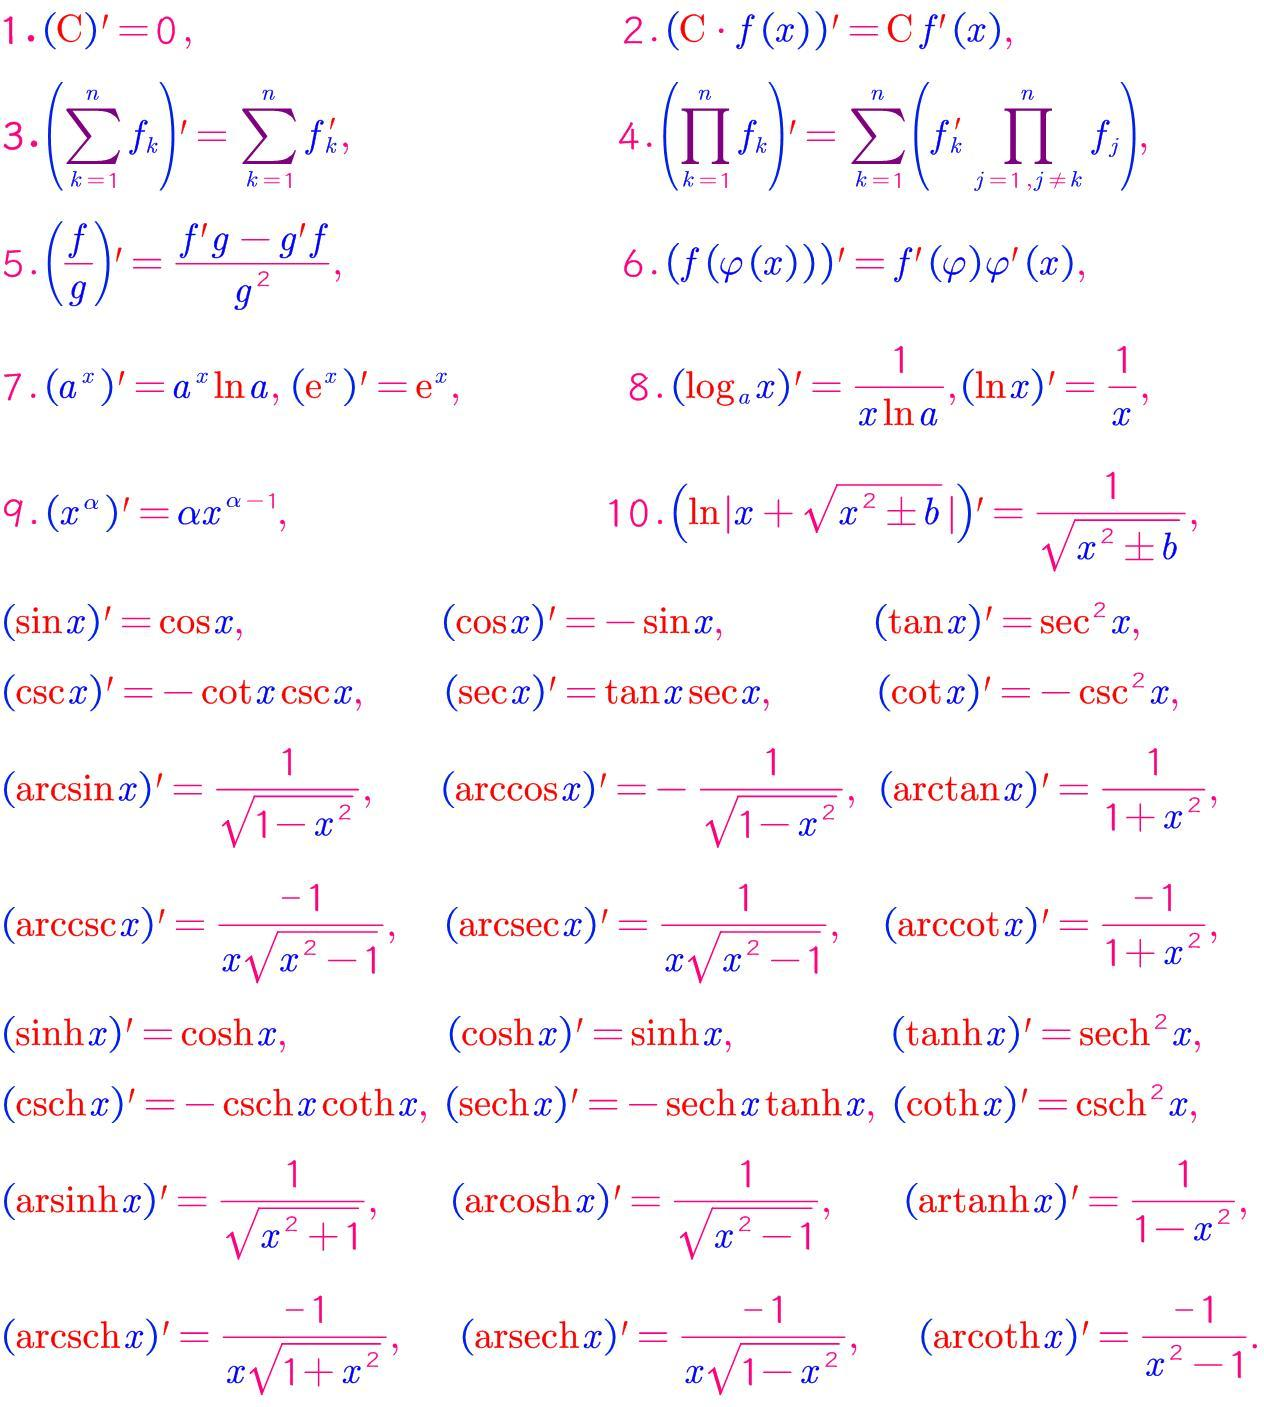 1. (C)′ = 0, 2. (C · f(x))′ = C f′(x),
3. (∑_{k=1}^{n} f_k)′ = ∑_{k=1}^{n} f_k′, 4. (∏_{k=1}^{n} f_k)′ = ∑_{k=1}^{n} (f_k′ ∏_{j=1,j≠k}^{n} f_j),
5. (f/g)′ = (f′g − g′f)/g², 6. (f(φ(x)))′ = f′(φ)φ′(x),
7. (a^x)′ = a^x ln a, (e^x)′ = e^x, 8. (log_a x)′ = 1/(x ln a), (ln x)′ = 1/x,
9. (x^α)′ = αx^{α−1}, 10. (ln|x + √(x² ± b)|)′ = 1/√(x² ± b),
(sin x)′ = cos x, (cos x)′ = − sin x, (tan x)′ = sec² x,
(csc x)′ = − cot x csc x, (sec x)′ = tan x sec x, (cot x)′ = − csc² x,
(arcsin x)′ = 1/√(1−x²), (arccos x)′ = − 1/√(1−x²), (arctan x)′ = 1/(1+x²),
(arccsc x)′ = −1/(x√(x²−1)), (arcsec x)′ = 1/(x√(x²−1)), (arccot x)′ = −1/(1+x²),
(sinh x)′ = cosh x, (cosh x)′ = sinh x, (tanh x)′ = sech² x,
(csch x)′ = − csch x coth x, (sech x)′ = − sech x tanh x, (coth x)′ = csch² x,
(arsinh x)′ = 1/√(x²+1), (arcosh x)′ = 1/√(x²−1), (artanh x)′ = 1/(1−x²),
(arcsch x)′ = −1/(x√(1+x²)), (arsech x)′ = −1/(x√(1−x²)), (arcoth x)′ = −1/(x²−1).